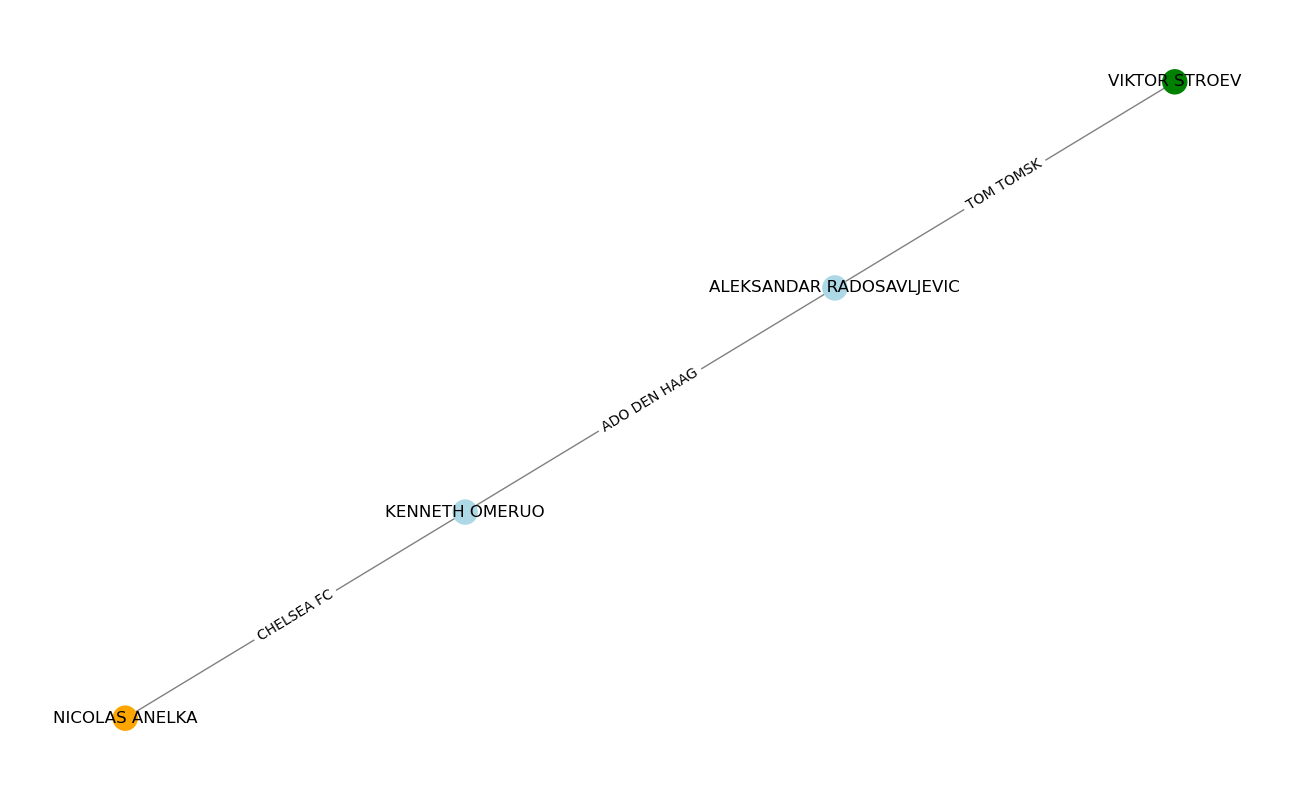 VIKTOR STROEV
TOM TOMSK
ALEKSANDAR RADOSAVLJEVIC
ADO DEN HAAG
KENNETH OMERUO
CHELSEA FC
NICOLAS ANELKA